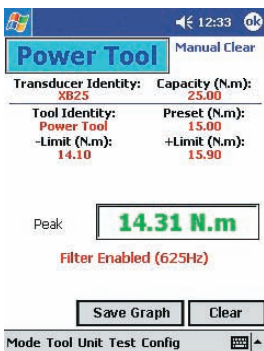 12:33 ok
Power Tool Manual Clear
Transducer Identity: Capacity (N.m):
XB25 25.00
Tool Identity: Preset (N.m):
Power Tool 15.00
-Limit (N.m): +Limit (N.m):
14.10 15.90
Peak 14.31 N.m
Filter Enabled (625Hz)
Save Graph Clear
Mode Tool Unit Test Config